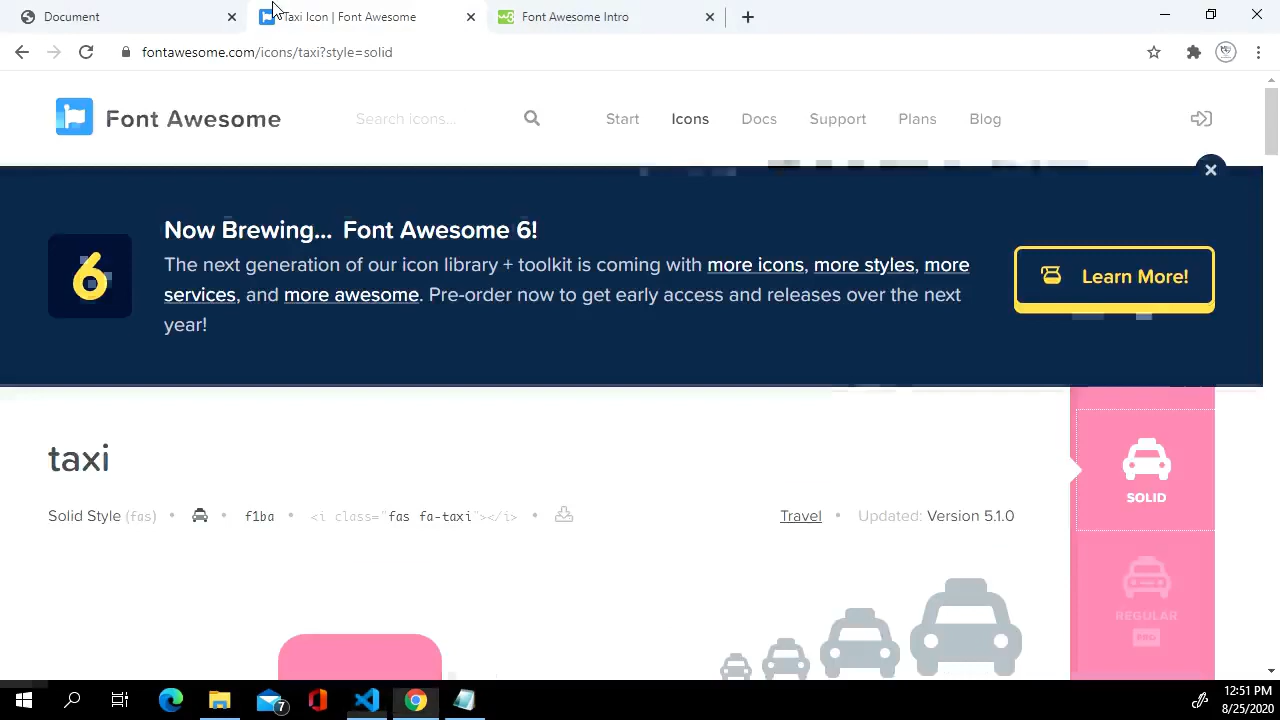 Document
Taxi Icon | Font Awesome
Font Awesome Intro
fontawesome.com/icons/taxi?style=solid
Font Awesome
Search icons...
Start
Icons
Docs
Support
Plans
Blog
Now Brewing... Font Awesome 6!
6
The next generation of our icon library + toolkit is coming with more icons, more styles, more
services, and more awesome. Pre-order now to get early access and releases over the next
year!
Learn More!
taxi
SOLID
Solid Style (fas) • • f1ba • <i class="fas fa-taxi"></i> •
Travel • Updated: Version 5.1.0
REGULAR
PRO
7
12:51 PM
8/25/2020